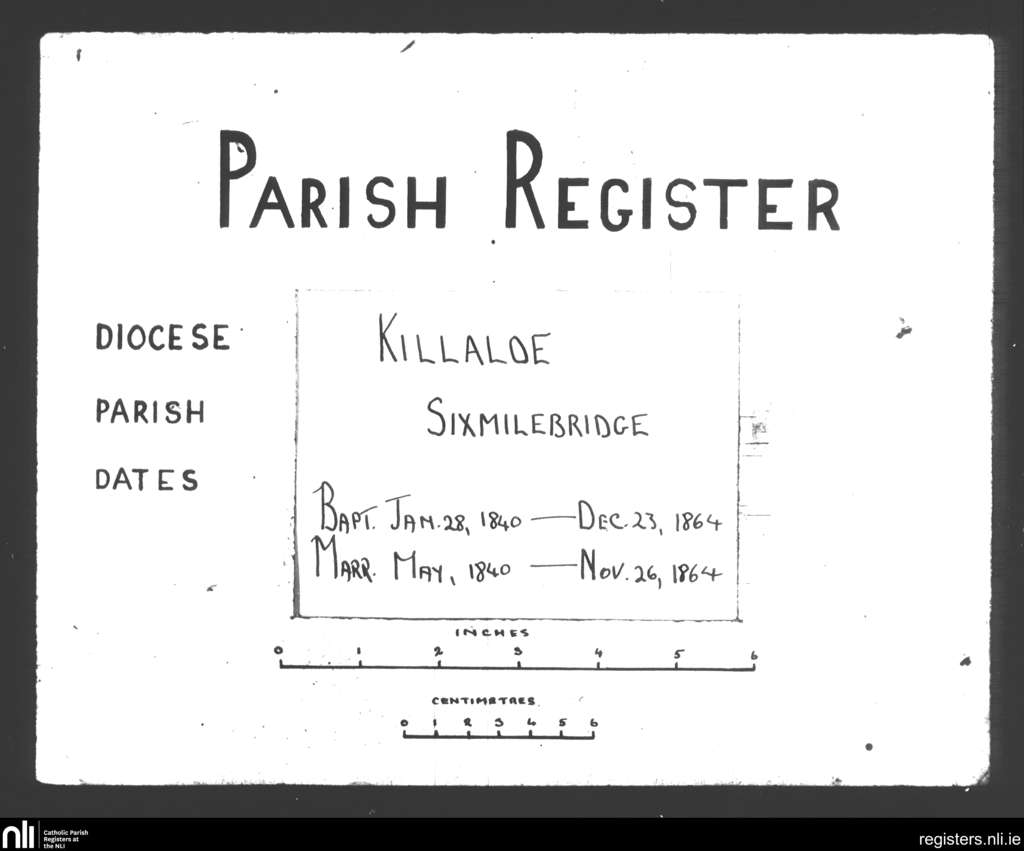 PARISH REGISTER
DIOCESE KILLALOE
PARISH SIXMILEBRIDGE
DATES
BAPT. JAN. 28, 1840 — DEC. 23, 1864
MARR. MAY, 1840 — NOV. 26, 1864
INCHES
0 1 2 3 4 5 6
CENTIMETRES
0 1 2 3 4 5 6
nli Catholic Parish
Registers at
the NLI
registers.nli.ie